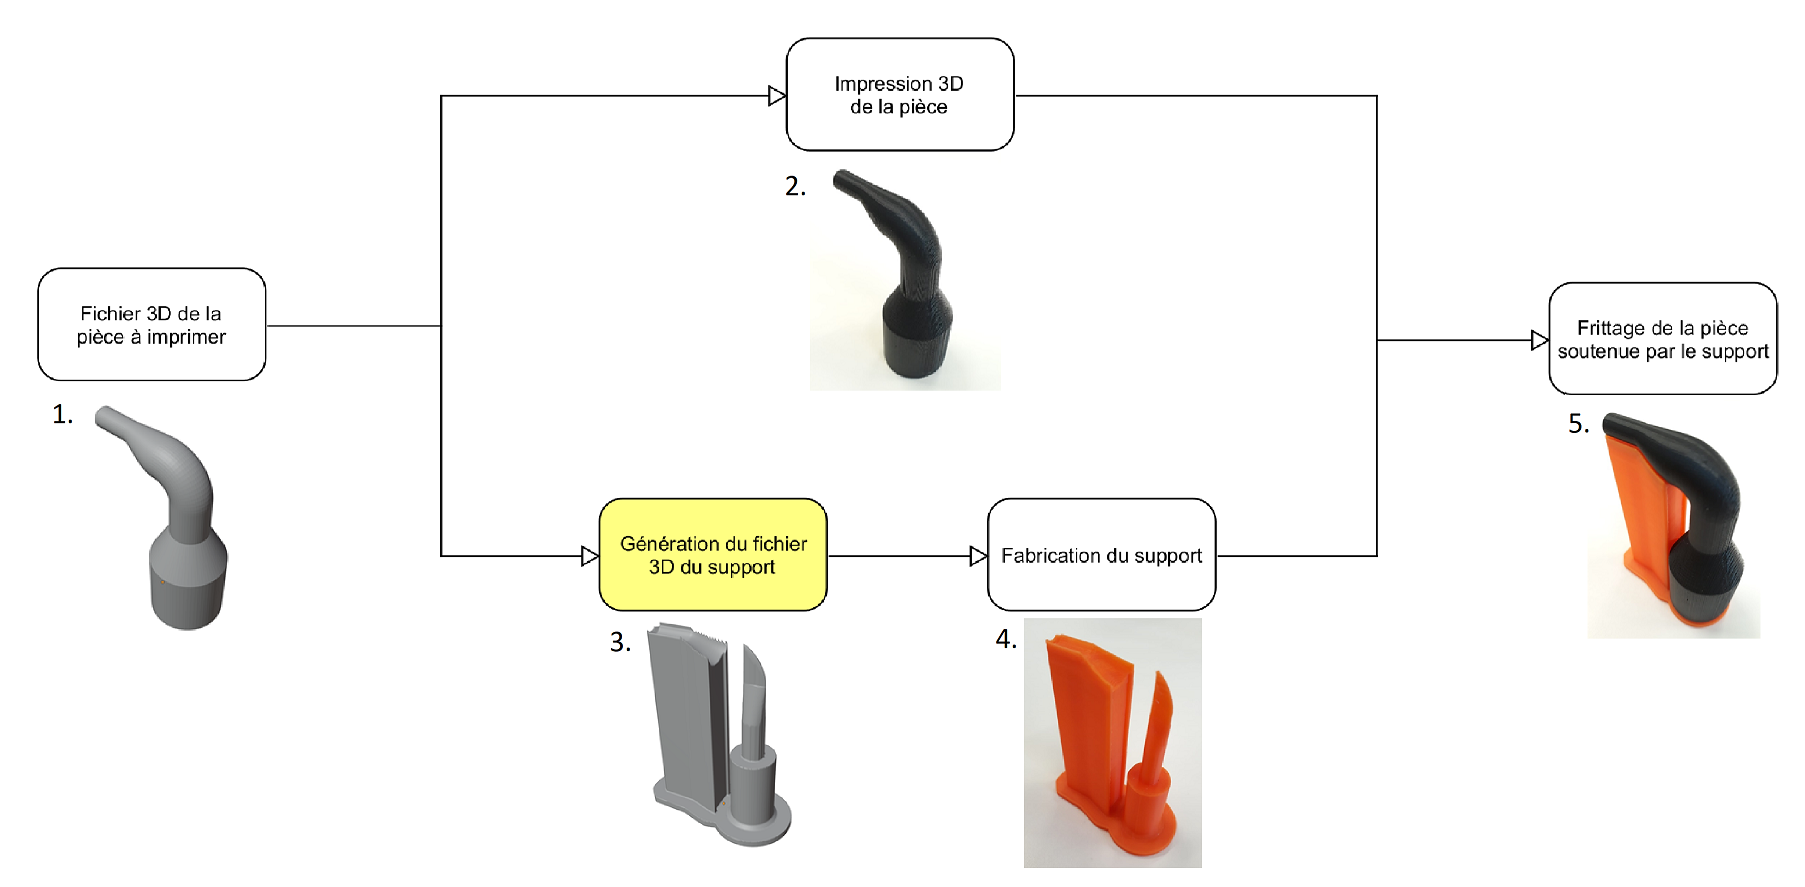 Impression 3D
de la pièce
2.
Fichier 3D de la
pièce à imprimer
1.
Frittage de la pièce
soutenue par le support
5.
Génération du fichier
3D du support
3.
Fabrication du support
4.